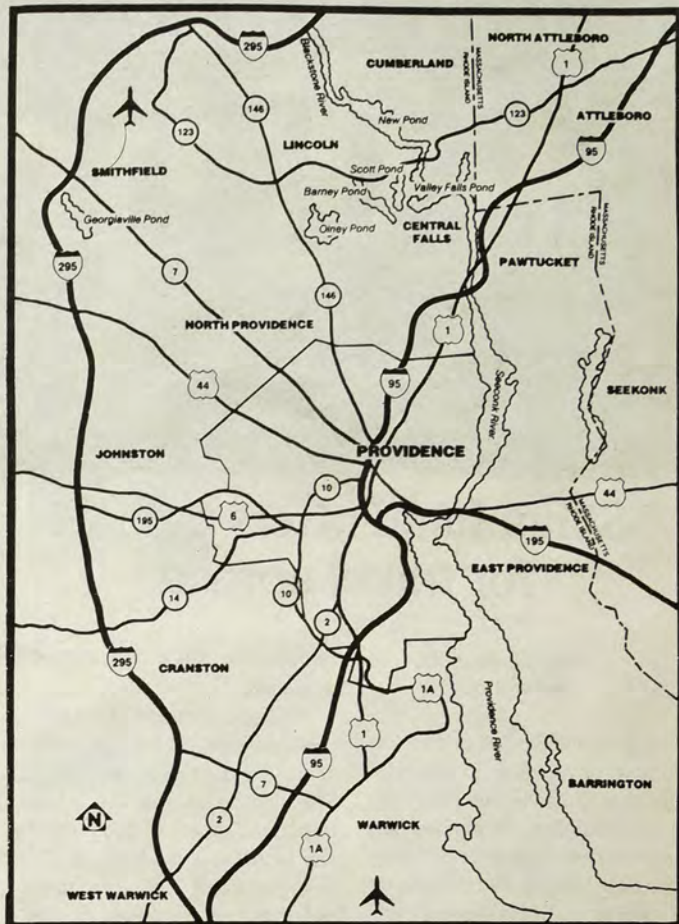 295
NORTH ATTLEBORO
1
CUMBERLAND
MASSACHUSETTS
RHODE ISLAND
Blackstone River
146
123
New Pond
123
ATTLEBORO
LINCOLN
95
SMITHFIELD
Scott Pond
Barney Pond
Valley Falls Pond
Georgiaville Pond
Olney Pond
CENTRAL
FALLS
MASSACHUSETTS
RHODE ISLAND
295
7
PAWTUCKET
146
NORTH PROVIDENCE
1
44
95
Seeconk River
SEEKONK
JOHNSTON
PROVIDENCE
10
44
195
6
MASSACHUSETTS
RHODE ISLAND
195
EAST PROVIDENCE
14
10
2
295
CRANSTON
1A
Providence River
1
95
7
BARRINGTON
N
2
WARWICK
1A
WEST WARWICK